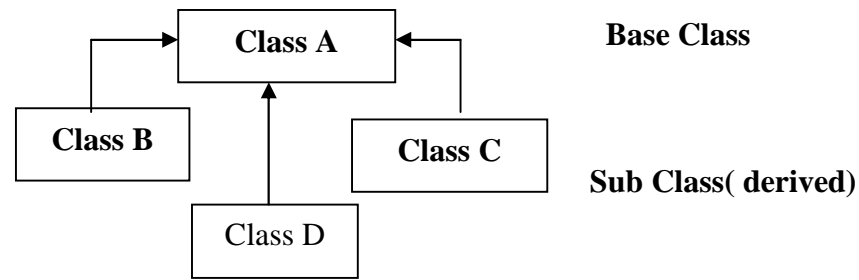 Class A
Base Class
Class B
Class C
Sub Class( derived)
Class D